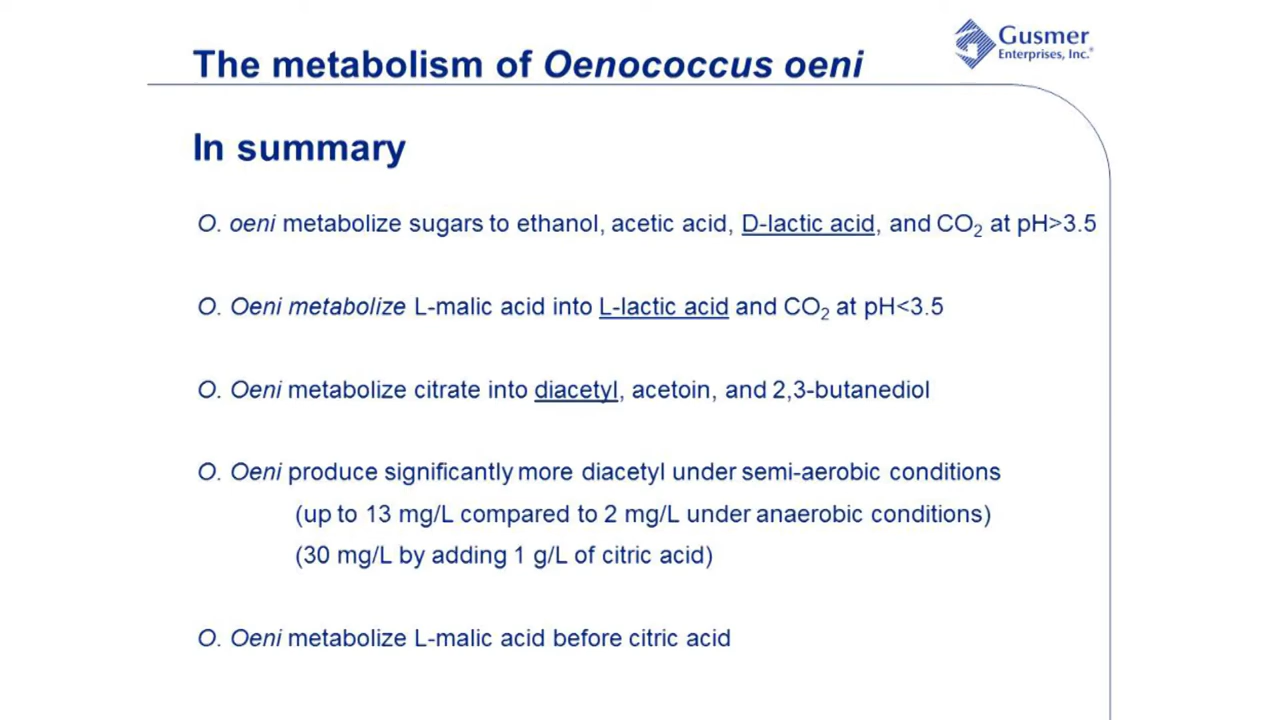 Gusmer
Enterprises, Inc.®
The metabolism of Oenococcus oeni
In summary
O. oeni metabolize sugars to ethanol, acetic acid, D-lactic acid, and CO₂ at pH>3.5
O. Oeni metabolize L-malic acid into L-lactic acid and CO₂ at pH<3.5
O. Oeni metabolize citrate into diacetyl, acetoin, and 2,3-butanediol
O. Oeni produce significantly more diacetyl under semi-aerobic conditions
(up to 13 mg/L compared to 2 mg/L under anaerobic conditions)
(30 mg/L by adding 1 g/L of citric acid)
O. Oeni metabolize L-malic acid before citric acid